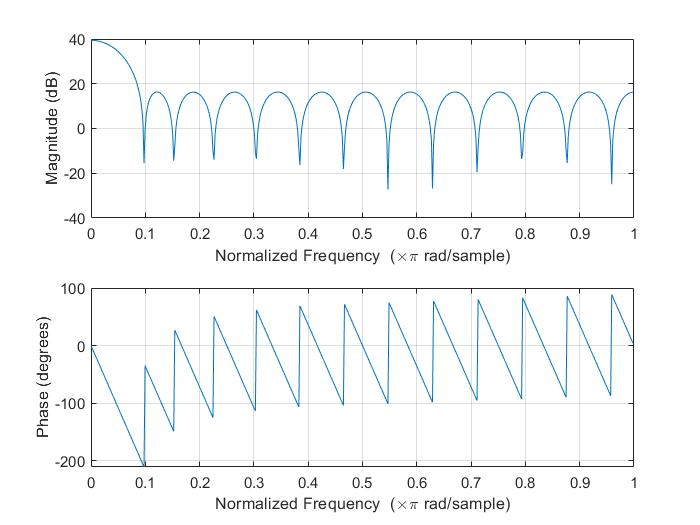 40
20
0
-20
-40
Magnitude (dB)
0 0.1 0.2 0.3 0.4 0.5 0.6 0.7 0.8 0.9 1
Normalized Frequency (×π rad/sample)
100
0
-100
-200
Phase (degrees)
0 0.1 0.2 0.3 0.4 0.5 0.6 0.7 0.8 0.9 1
Normalized Frequency (×π rad/sample)